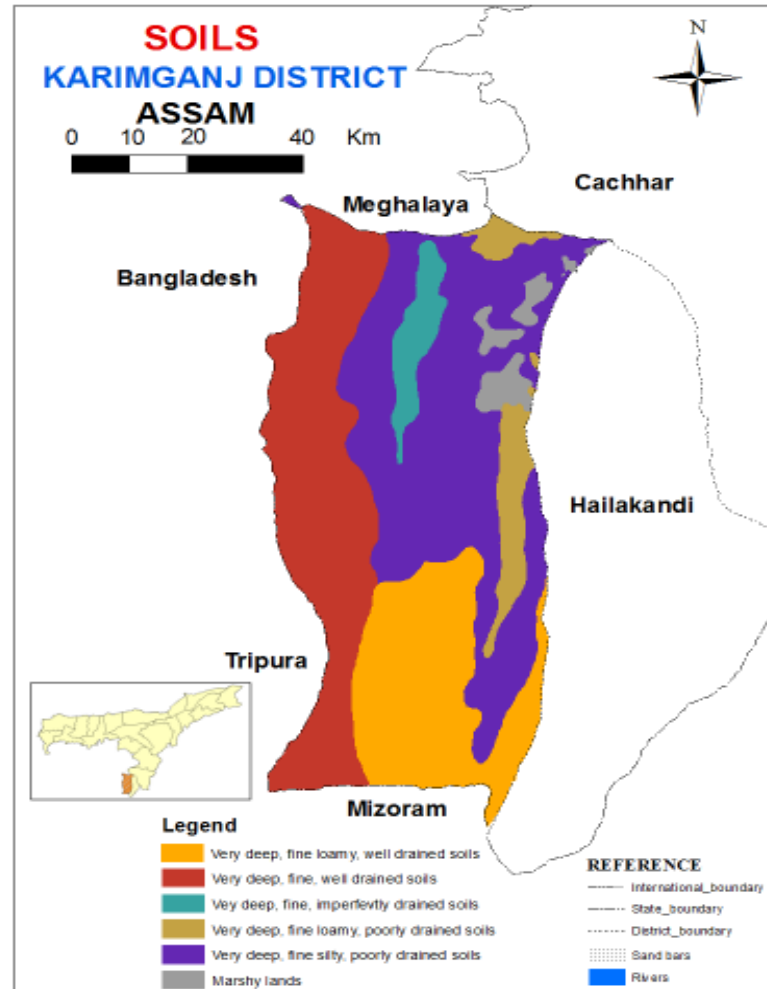 SOILS
KARIMGANJ DISTRICT
ASSAM
0 10 20 40 Km
N
Cachhar
Meghalaya
Bangladesh
Hailakandi
Tripura
Mizoram
Legend
Very deep, fine loamy, well drained soils
Very deep, fine, well drained soils
Vey deep, fine, imperfevtly drained soils
Very deep, fine loamy, poorly drained soils
Very deep, fine silty, poorly drained soils
Marshy lands
REFERENCE
International_boundary
State_boundary
District_boundary
Sand bars
Rivers